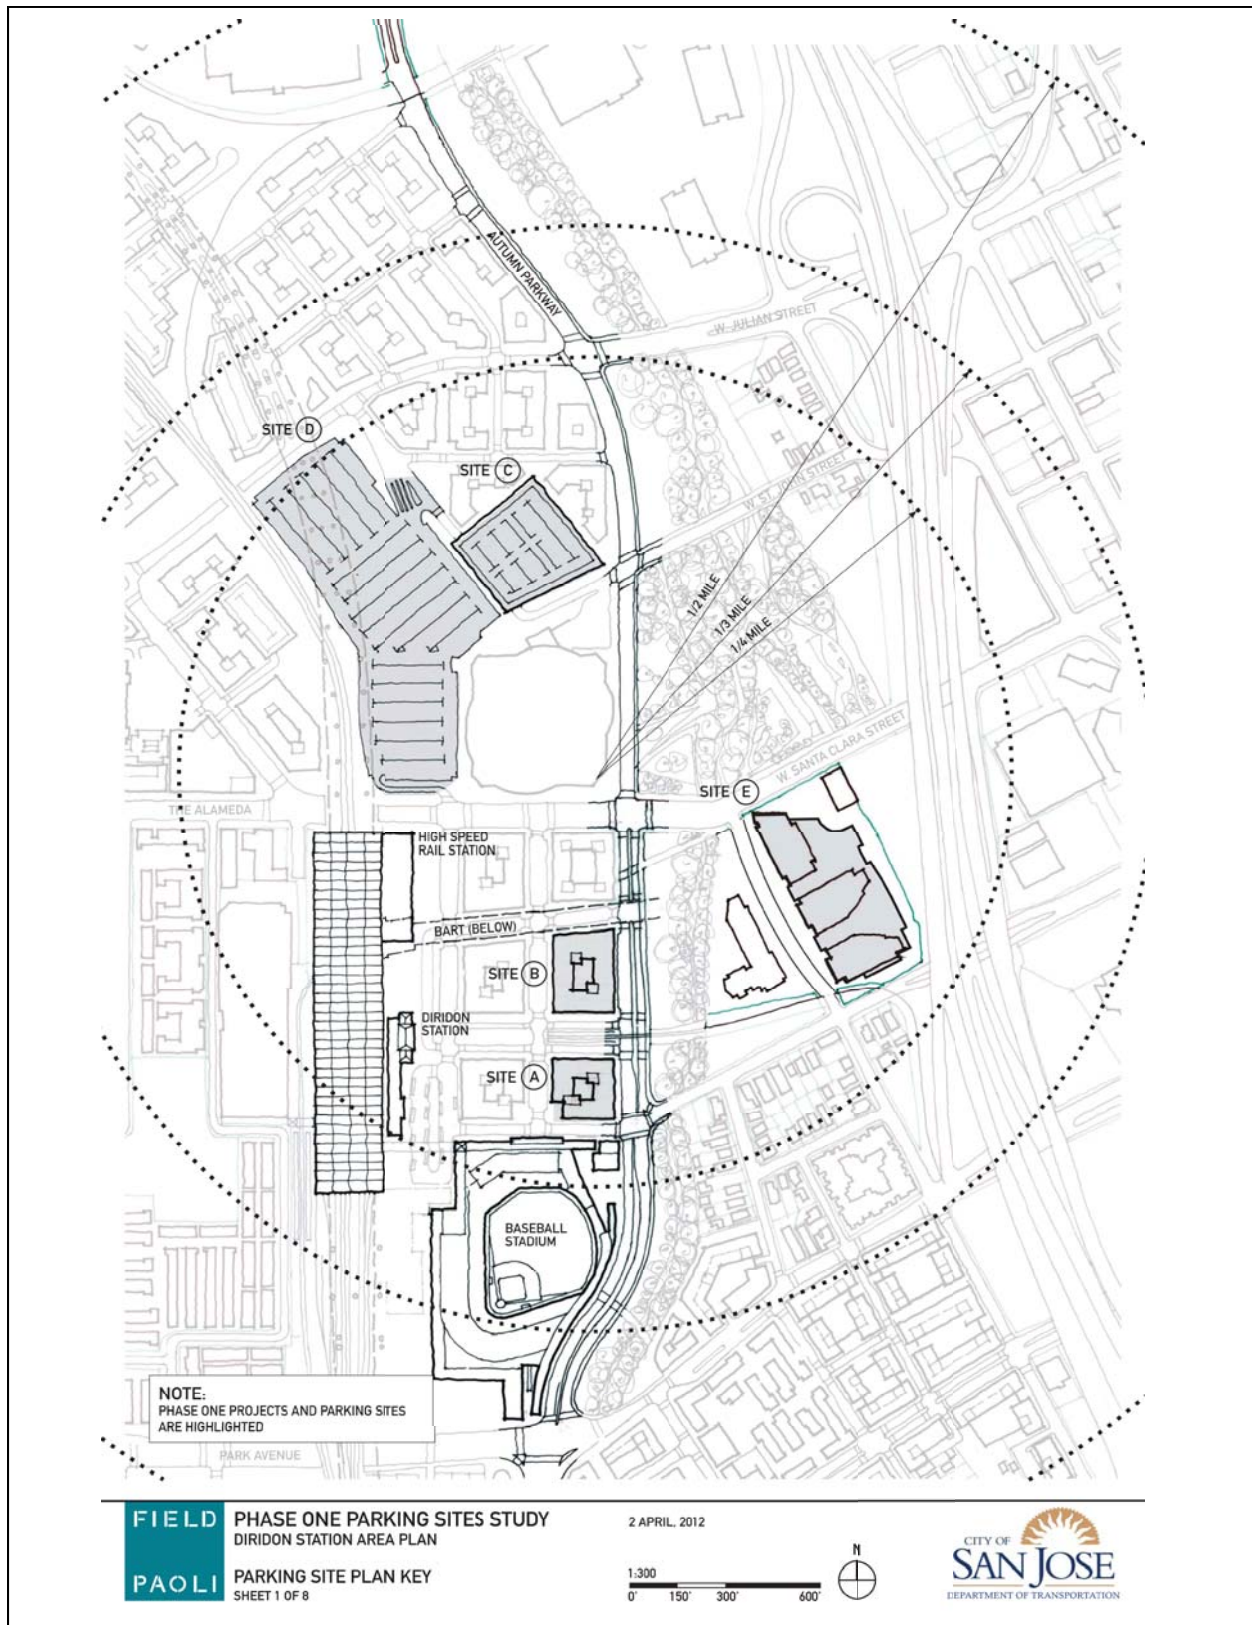 AUTUMN PARKWAY
W. JULIAN STREET
SITE D
SITE C
W. ST. JOHN STREET
1/2 MILE
1/3 MILE
1/4 MILE
W. SANTA CLARA STREET
SITE E
THE ALAMEDA
HIGH SPEED
RAIL STATION
BART (BELOW)
SITE B
DIRIDON
STATION
SITE A
BASEBALL
STADIUM
NOTE:
PHASE ONE PROJECTS AND PARKING SITES
ARE HIGHLIGHTED
PARK AVENUE
FIELD
PAOLI
PHASE ONE PARKING SITES STUDY
DIRIDON STATION AREA PLAN
PARKING SITE PLAN KEY
SHEET 1 OF 8
2 APRIL, 2012
1:300
0' 150' 300' 600'
N
CITY OF
SAN JOSE
DEPARTMENT OF TRANSPORTATION